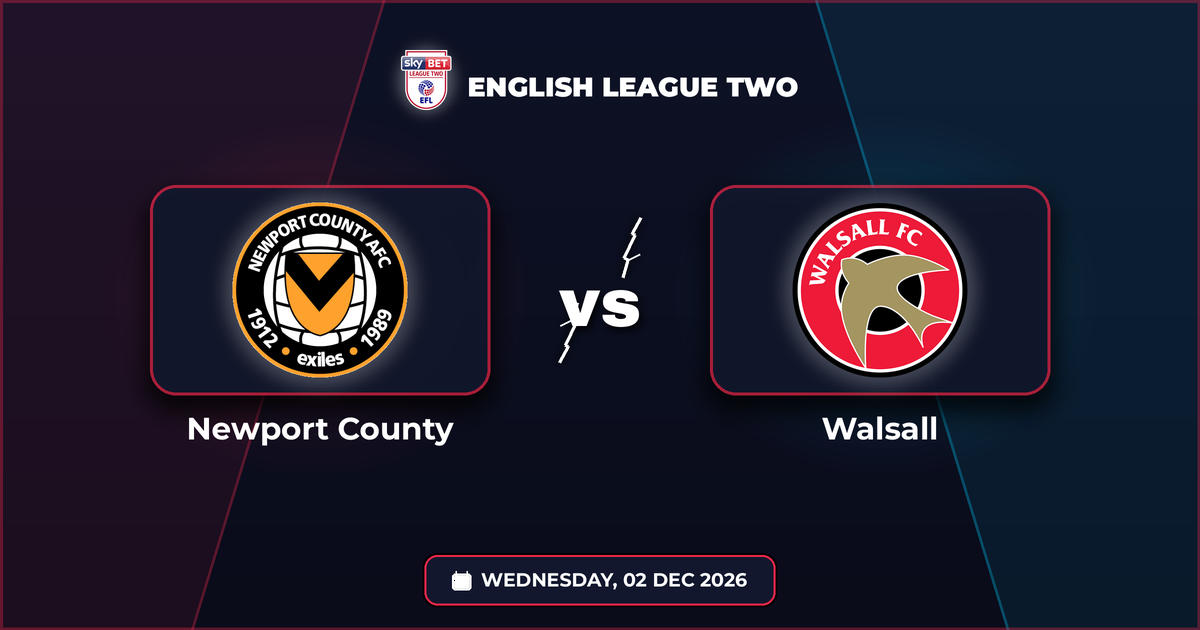 sky BET
LEAGUE TWO
EFL
ENGLISH LEAGUE TWO
NEWPORT COUNTY AFC
1912 • exiles • 1989
WALSALL FC
VS
Newport County
Walsall
WEDNESDAY, 02 DEC 2026